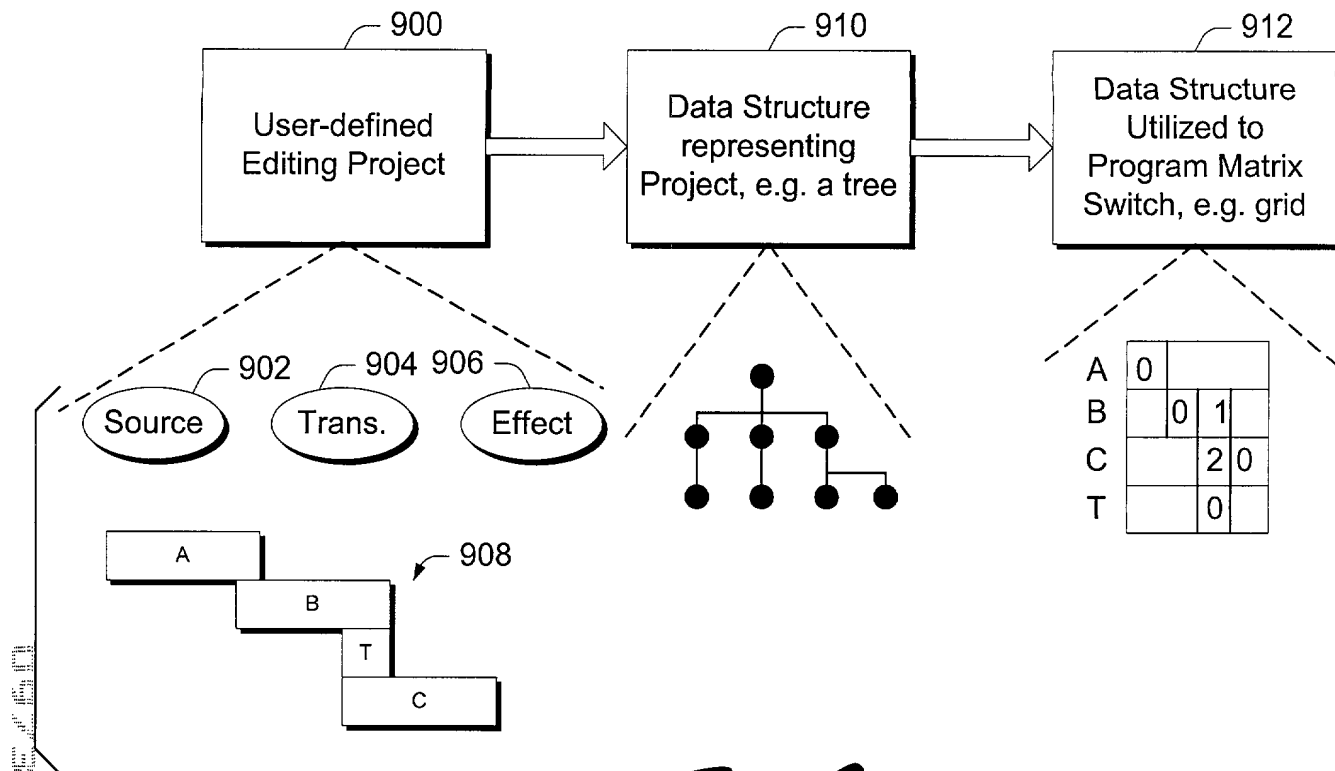 900
910
912
User-defined
Editing Project
Data Structure
representing
Project, e.g. a tree
Data Structure
Utilized to
Program Matrix
Switch, e.g. grid
902
904
906
Source
Trans.
Effect
A 0
B 0 1
C 2 0
T 0
908
A
B
T
C